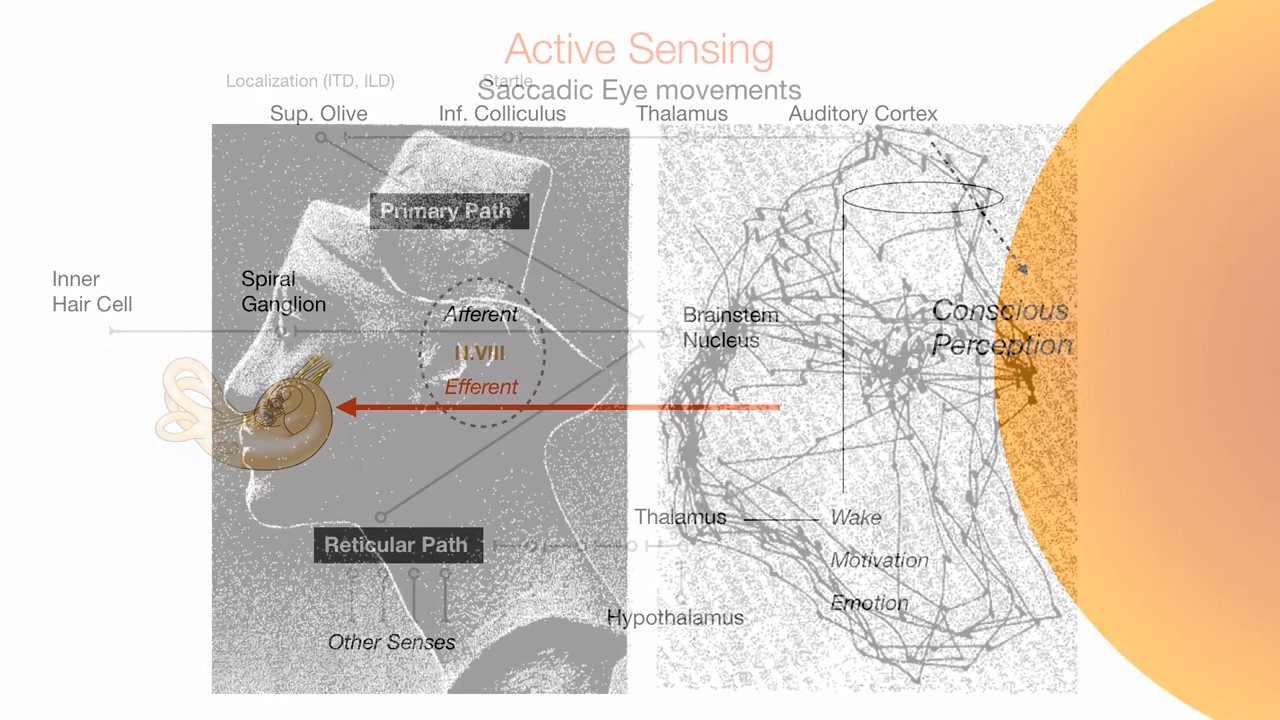 Active Sensing
Localization (ITD, ILD)
Startle
Saccadic Eye movements
Sup. Olive
Inf. Colliculus
Thalamus
Auditory Cortex
Primary Path
Inner
Hair Cell
Spiral
Ganglion
Afferent
N.VIII
Efferent
Brainstem
Nucleus
Conscious
Perception
Reticular Path
Thalamus
Wake
Motivation
Emotion
Hypothalamus
Other Senses